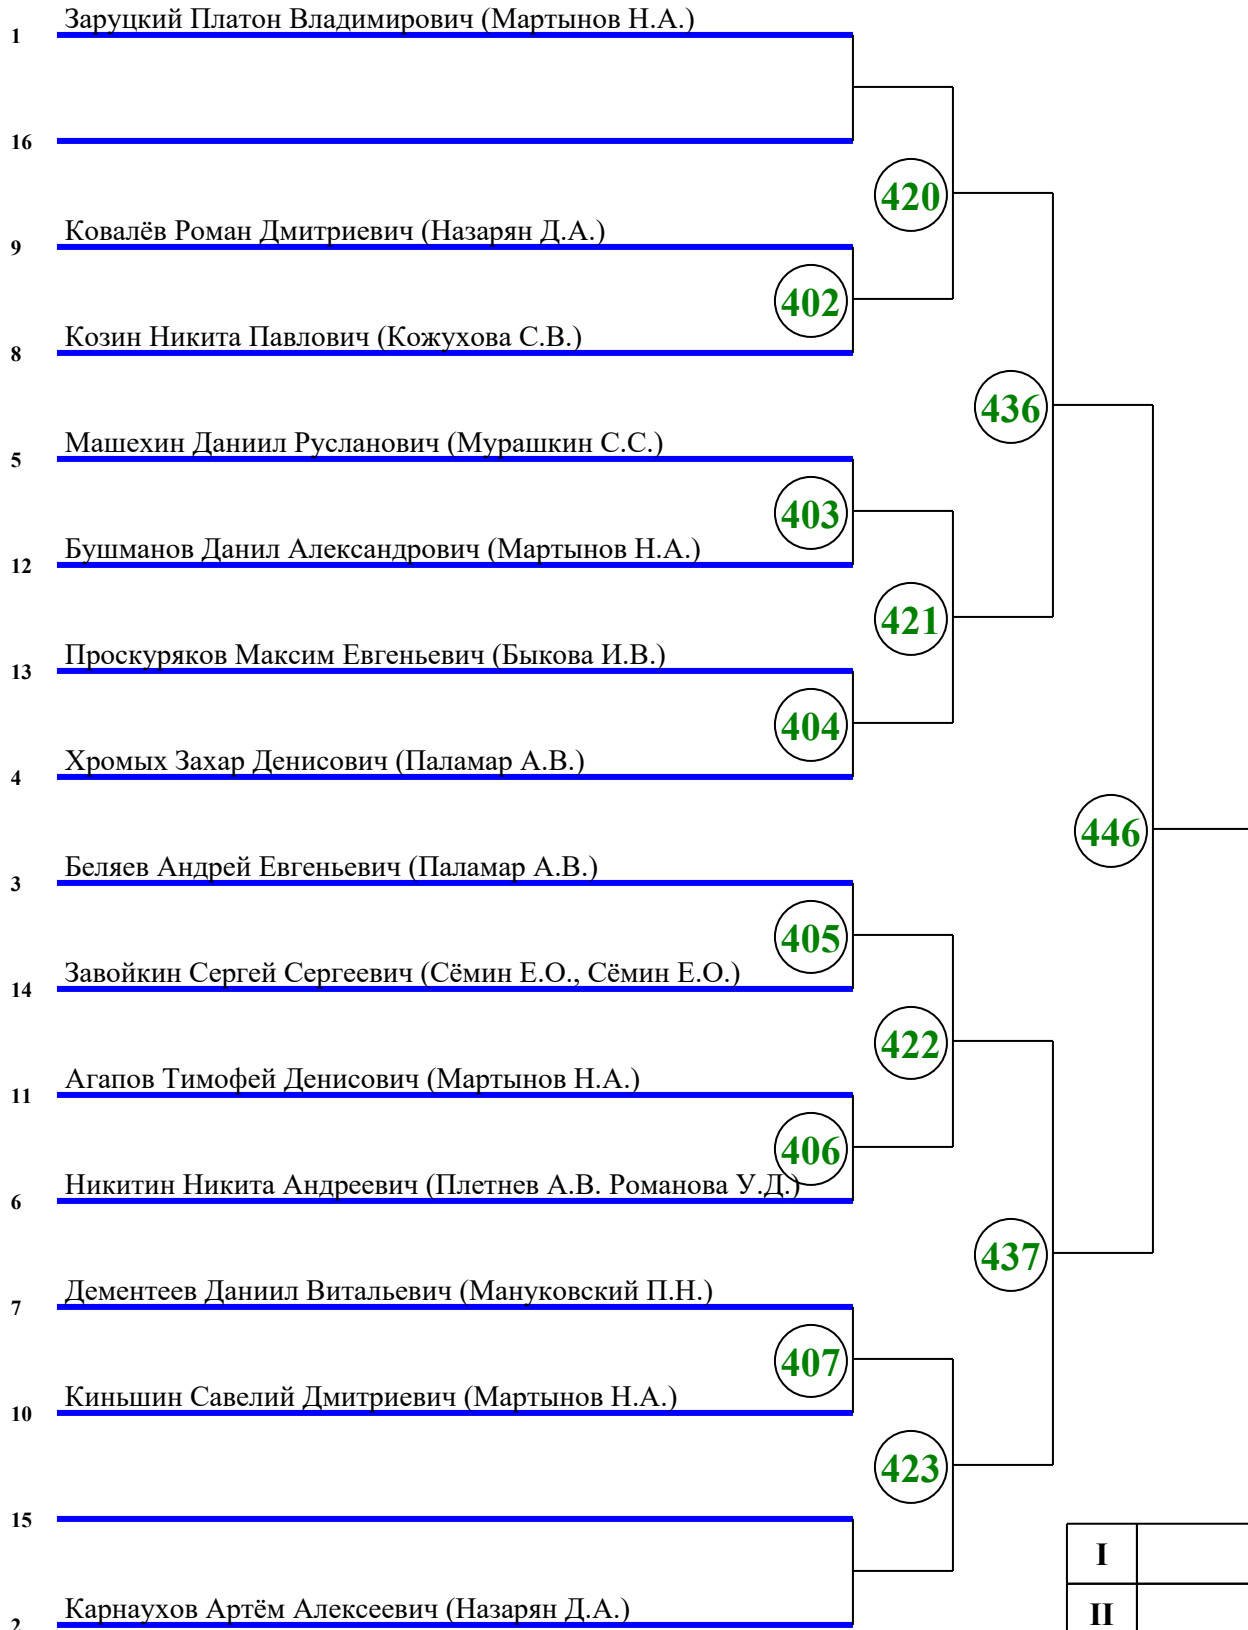 Заруцкий Платон Владимирович (Мартынов Н.А.)
1
16
420
Ковалёв Роман Дмитриевич (Назарян Д.А.)
9
402
Козин Никита Павлович (Кожухова С.В.)
8
436
Машехин Даниил Русланович (Мурашкин С.С.)
5
403
Бушманов Данил Александрович (Мартынов Н.А.)
12
421
Проскуряков Максим Евгеньевич (Быкова И.В.)
13
404
Хромых Захар Денисович (Паламар А.В.)
4
446
Беляев Андрей Евгеньевич (Паламар А.В.)
3
405
Завойкин Сергей Сергеевич (Сёмин Е.О., Сёмин Е.О.)
14
422
Агапов Тимофей Денисович (Мартынов Н.А.)
11
406
Никитин Никита Андреевич (Плетнев А.В. Романова У.Д.)
6
437
Дементеев Даниил Витальевич (Мануковский П.Н.)
7
407
Киньшин Савелий Дмитриевич (Мартынов Н.А.)
10
423
15
I
Карнаухов Артём Алексеевич (Назарян Д.А.)
2
II